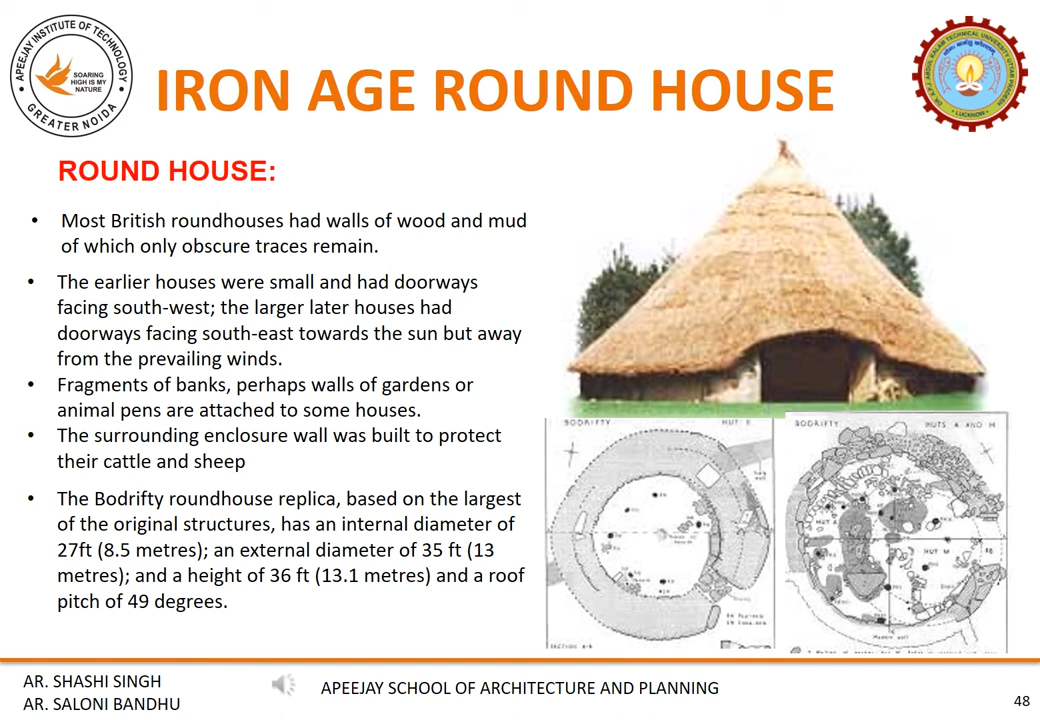 APEEJAY INSTITUTE OF TECHNOLOGY
SOARING
HIGH IS MY
NATURE
GREATER NOIDA
IRON AGE ROUND HOUSE
LUCKNOW
ROUND HOUSE:
• Most British roundhouses had walls of wood and mud
of which only obscure traces remain.
• The earlier houses were small and had doorways
facing south-west; the larger later houses had
doorways facing south-east towards the sun but away
from the prevailing winds.
• Fragments of banks, perhaps walls of gardens or
animal pens are attached to some houses.
• The surrounding enclosure wall was built to protect
their cattle and sheep
• The Bodrifty roundhouse replica, based on the largest
of the original structures, has an internal diameter of
27ft (8.5 metres); an external diameter of 35 ft (13
metres); and a height of 36 ft (13.1 metres) and a roof
pitch of 49 degrees.
BODRIFTY
BODRIFTY HUTS A AND M
HUT A
HUT M
Modern wall
SECTION A-B
AR. SHASHI SINGH
AR. SALONI BANDHU
APEEJAY SCHOOL OF ARCHITECTURE AND PLANNING
48